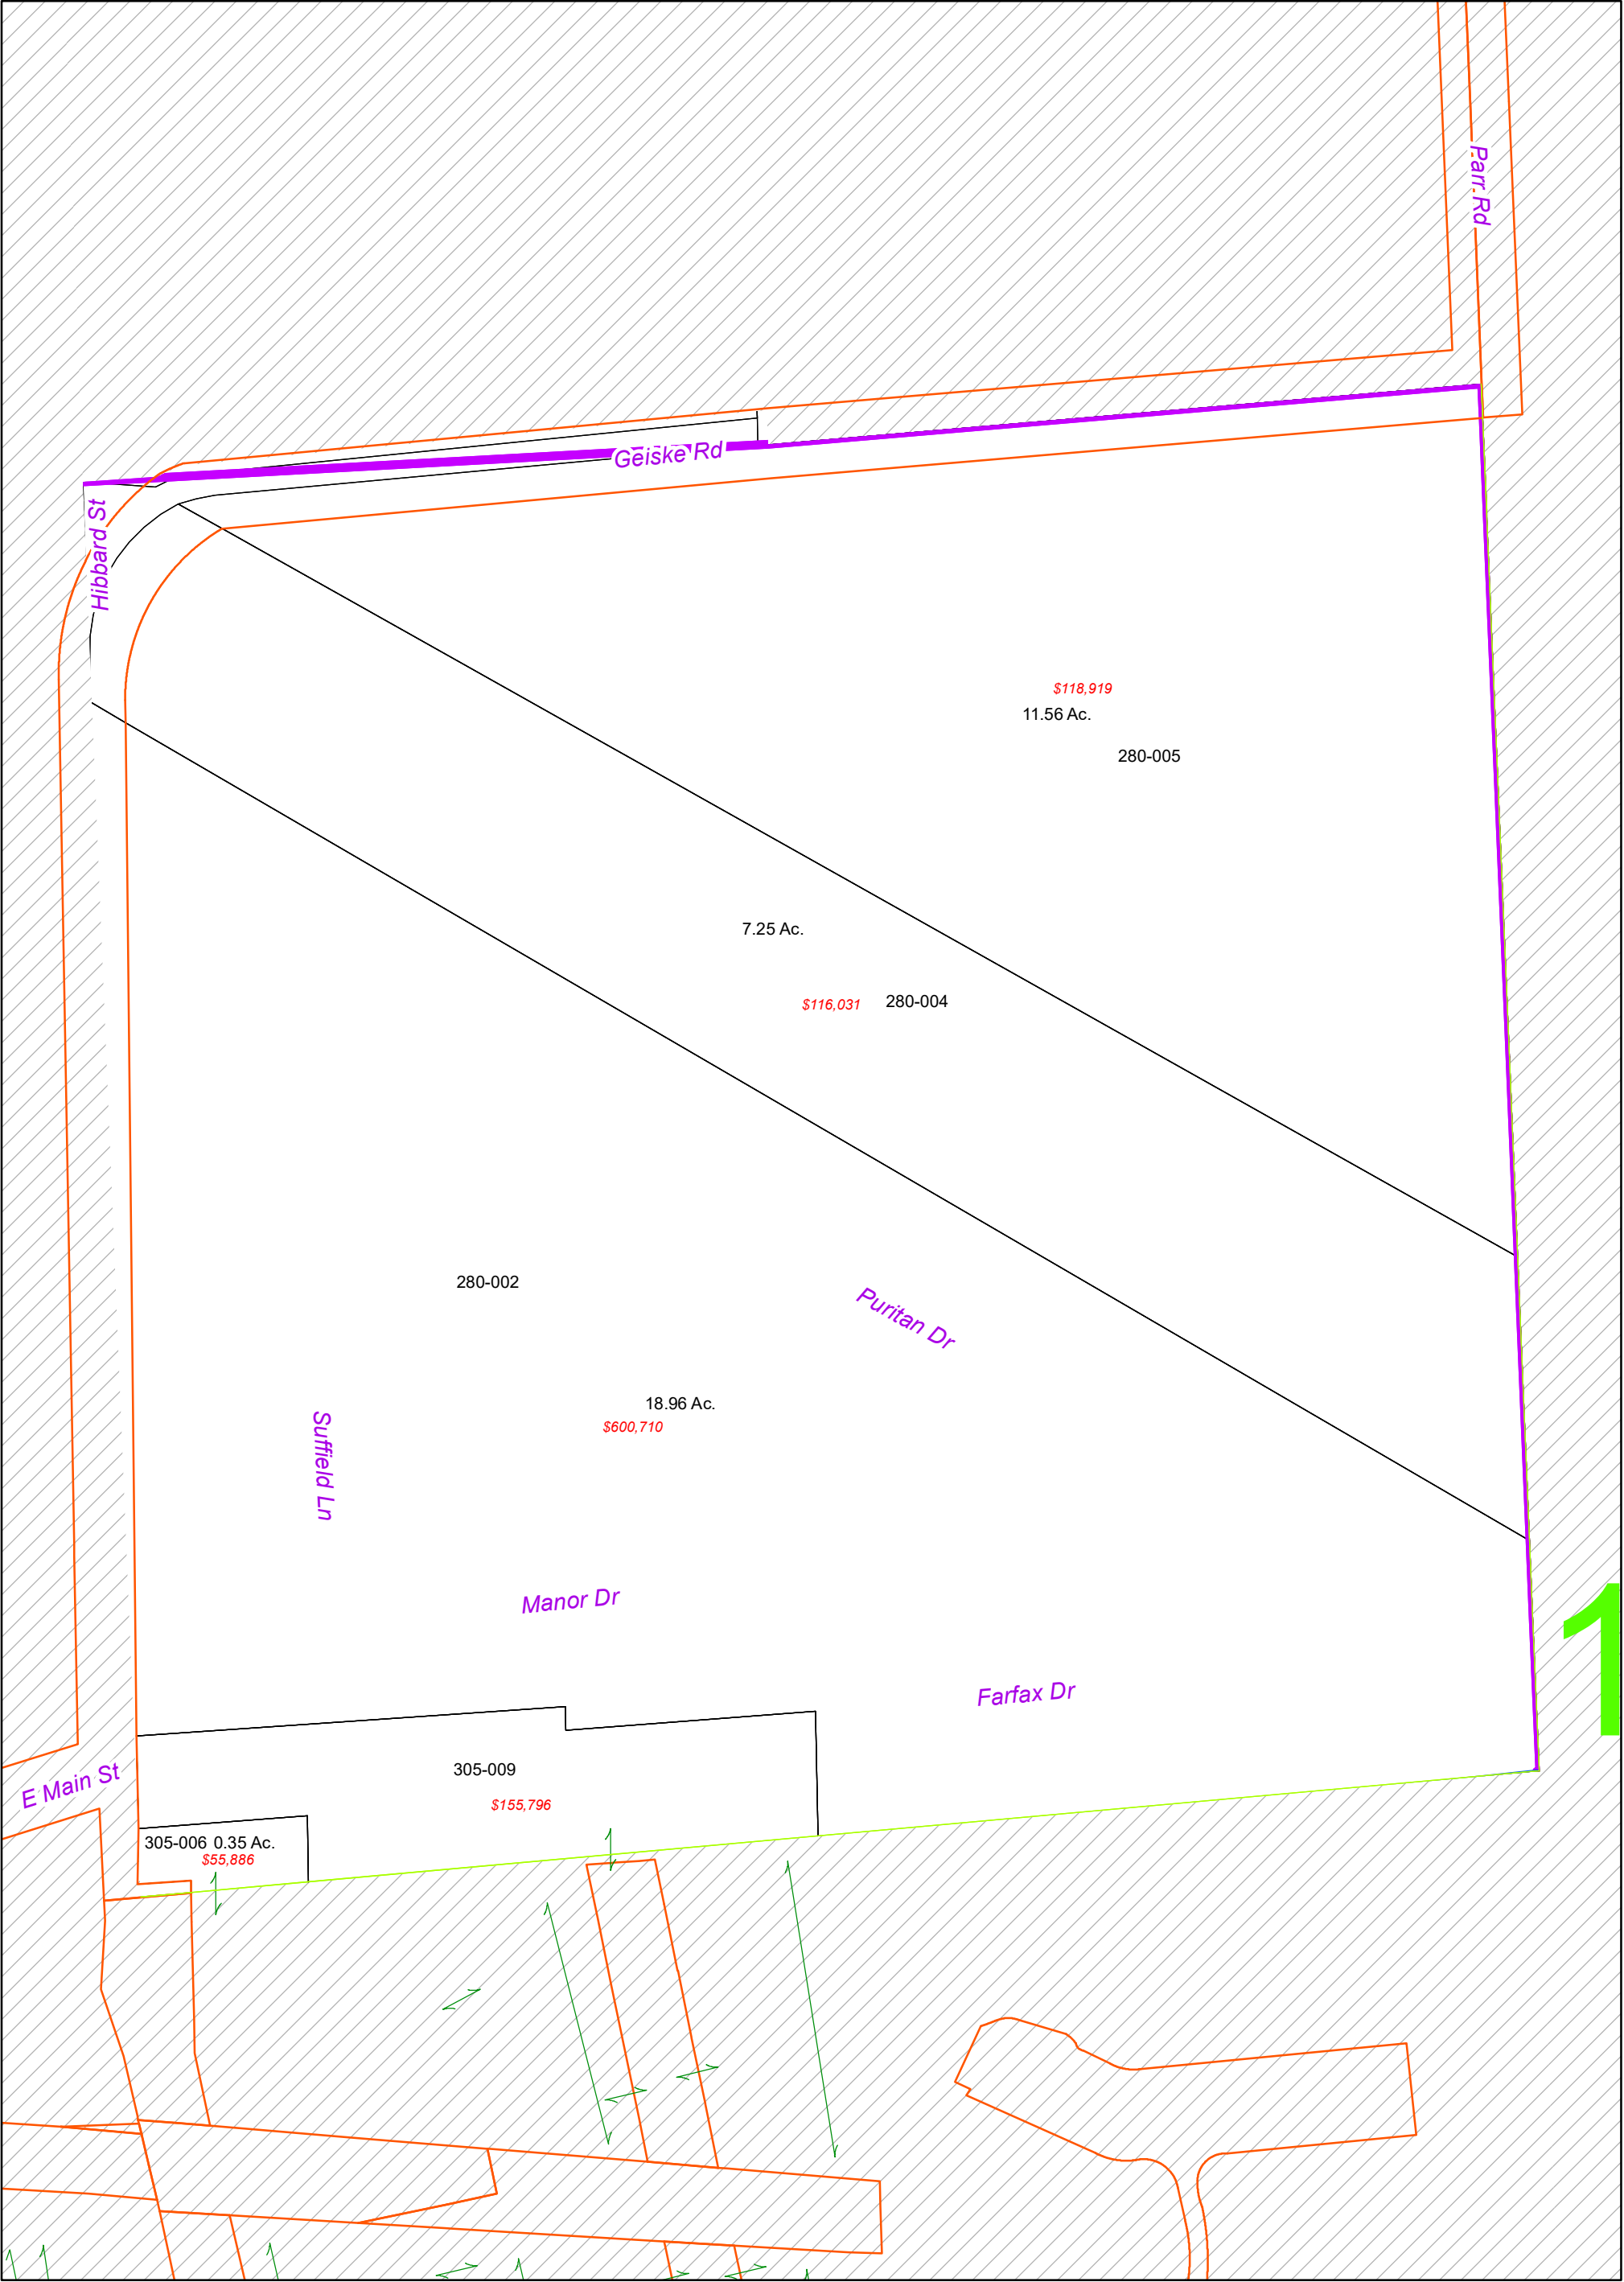 Parr Rd
Geiske Rd
Hibbard St
$118,919
11.56 Ac.
280-005
7.25 Ac.
$116,031
280-004
280-002
Puritan Dr
18.96 Ac.
$600,710
Suffield Ln
Manor Dr
Farfax Dr
1
305-009
E Main St
$155,796
305-006 0.35 Ac.
$55,886